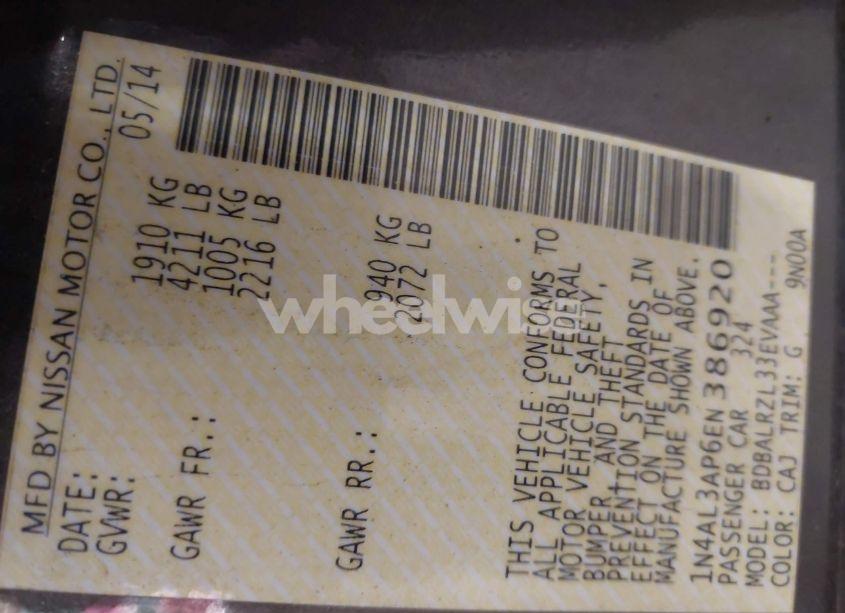 MFD BY NISSAN MOTOR CO., LTD.
DATE: 05/14
GVWR: 1910 KG
4211 LB
GAWR FR.: 1005 KG
2216 LB
GAWR RR.: 940 KG
2072 LB
THIS VEHICLE CONFORMS TO
ALL APPLICABLE FEDERAL
MOTOR VEHICLE SAFETY,
BUMPER, AND THEFT
PREVENTION STANDARDS IN
EFFECT ON THE DATE OF
MANUFACTURE SHOWN ABOVE.
1N4AL3AP6EN386920
PASSENGER CAR 324
MODEL: BDBALRZL33EVAAA---
COLOR: CAJ TRIM: G 9N00A
wheelwise